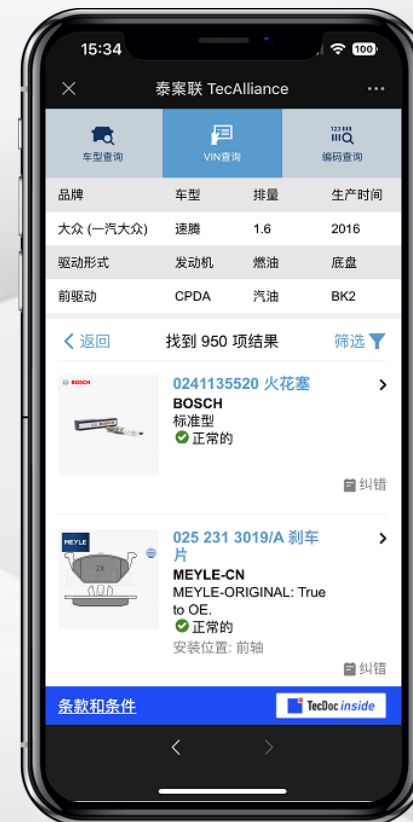 15:34
100
泰案联 TecAlliance
车型查询
VIN查询
编码查询
品牌 车型 排量 生产时间
大众 (一汽大众) 速腾 1.6 2016
驱动形式 发动机 燃油 底盘
前驱动 CPDA 汽油 BK2
返回 找到 950 项结果 筛选
BOSCH
0241135520 火花塞
BOSCH
标准型
正常的
纠错
MEYLE
025 231 3019/A 刹车
片
MEYLE-CN
MEYLE-ORIGINAL: True
to OE.
正常的
安装位置: 前轴
纠错
条款和条件
TecDoc inside